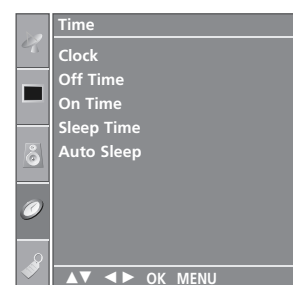 Time
Clock
Off Time
On Time
Sleep Time
Auto Sleep
▲▼ ◄► OK MENU